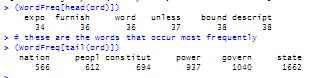 > (WordFreq[head(ord)])
expo furnish word unless bound descript
34 36 36 37 38 38
> # these are the words that occur most frequently
> (WordFreq[tail(ord)])
nation peopl constitut power govern state
566 612 694 937 1040 1662
>